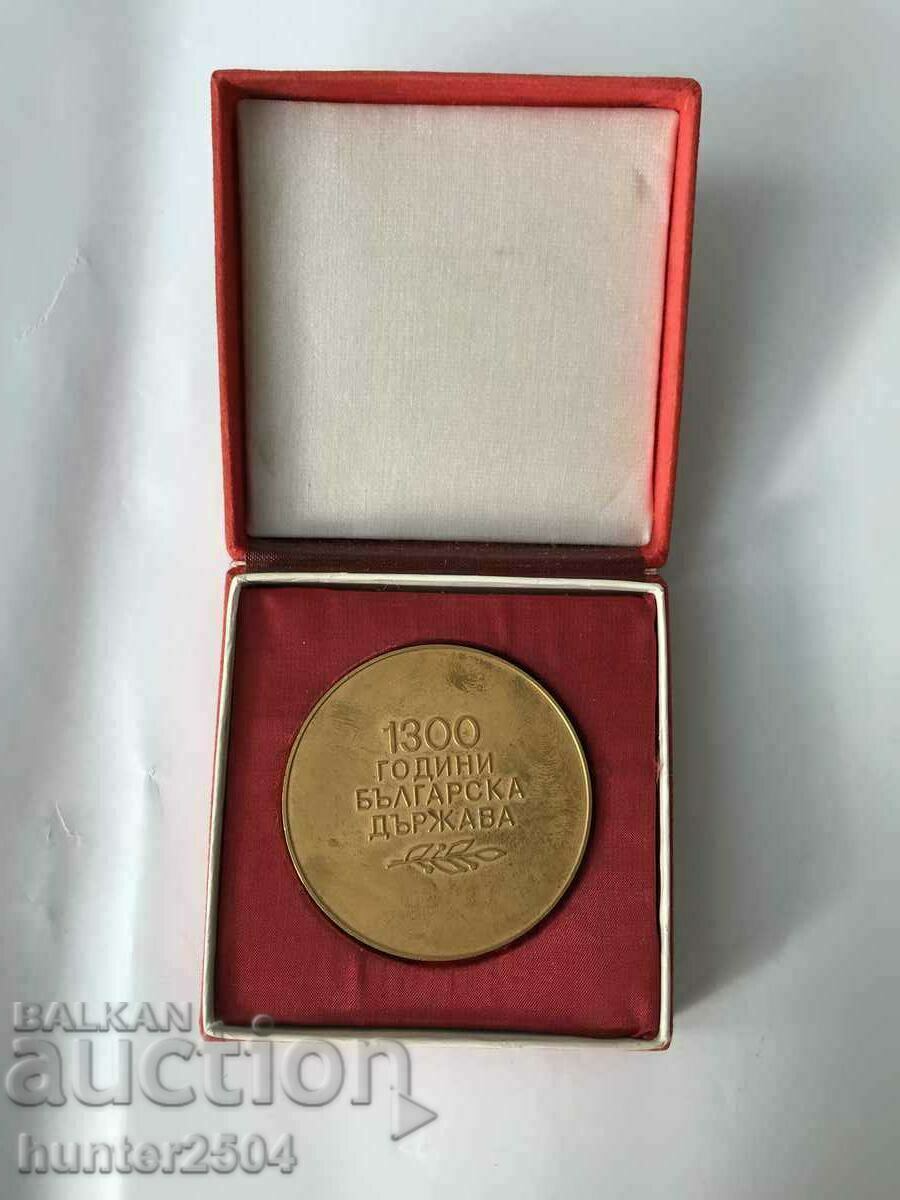 1300
ГОДИНИ
БЪЛГАРСКА
ДЪРЖАВА
BALKAN
auction
hunter2504